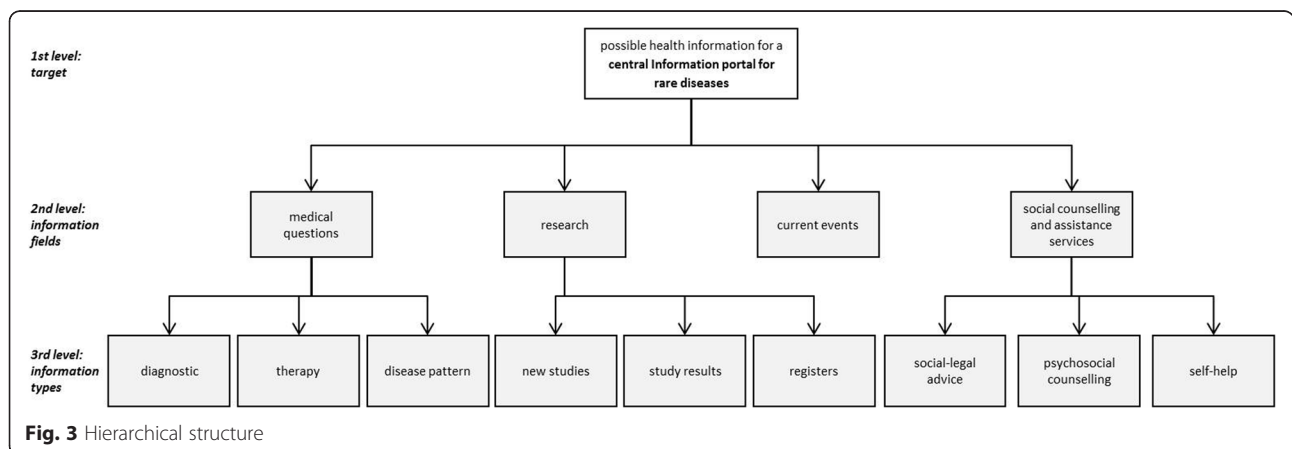 1st level:
target
possible health information for a
central Information portal for
rare diseases
2nd level:
information
fields
medical
questions
research
current events
social counselling
and assistance
services
3rd level:
information
types
diagnostic
therapy
disease pattern
new studies
study results
registers
social-legal
advice
psychosocial
counselling
self-help
Fig. 3 Hierarchical structure